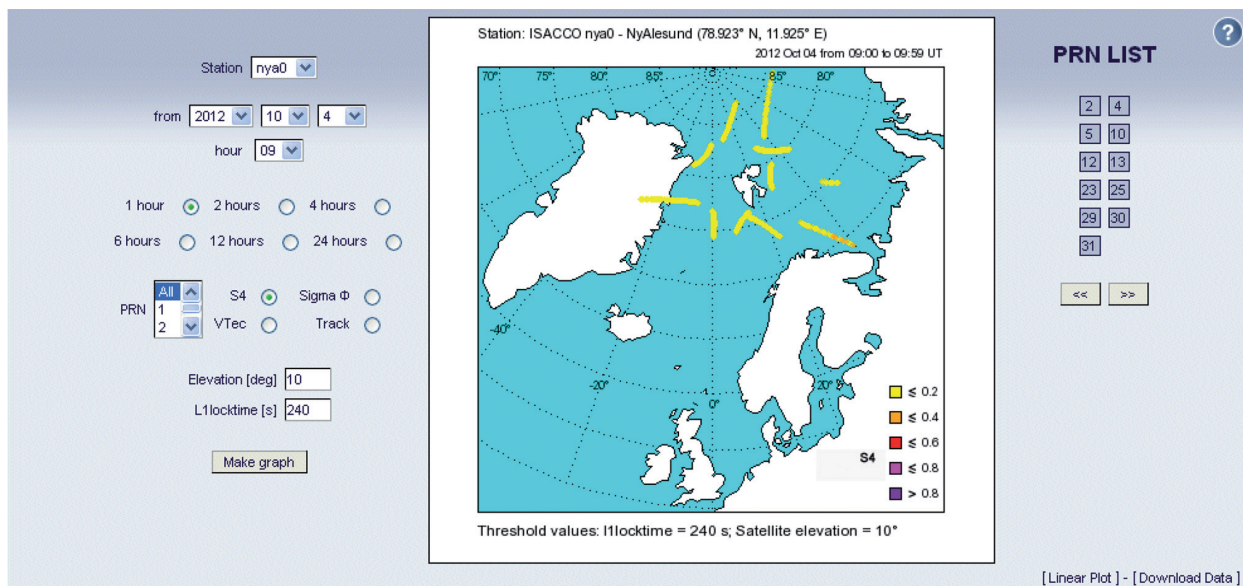 Station nya0
from 2012 10 4
hour 09
1 hour 2 hours 4 hours
6 hours 12 hours 24 hours
PRN All 1 2
S4 Sigma Φ
VTec Track
Elevation [deg] 10
L1locktime [s] 240
Make graph
Station: ISACCO nya0 - NyAlesund (78.923° N, 11.925° E)
2012 Oct 04 from 09:00 to 09:59 UT
70° 75° 80° 85° 0 85° 80°
-40°
-20°
0°
20°
S4
≤ 0.2
≤ 0.4
≤ 0.6
≤ 0.8
> 0.8
Threshold values: l1locktime = 240 s; Satellite elevation = 10°
?
PRN LIST
2 4
5 10
12 13
23 25
29 30
31
<< >>
[ Linear Plot ] - [ Download Data ]